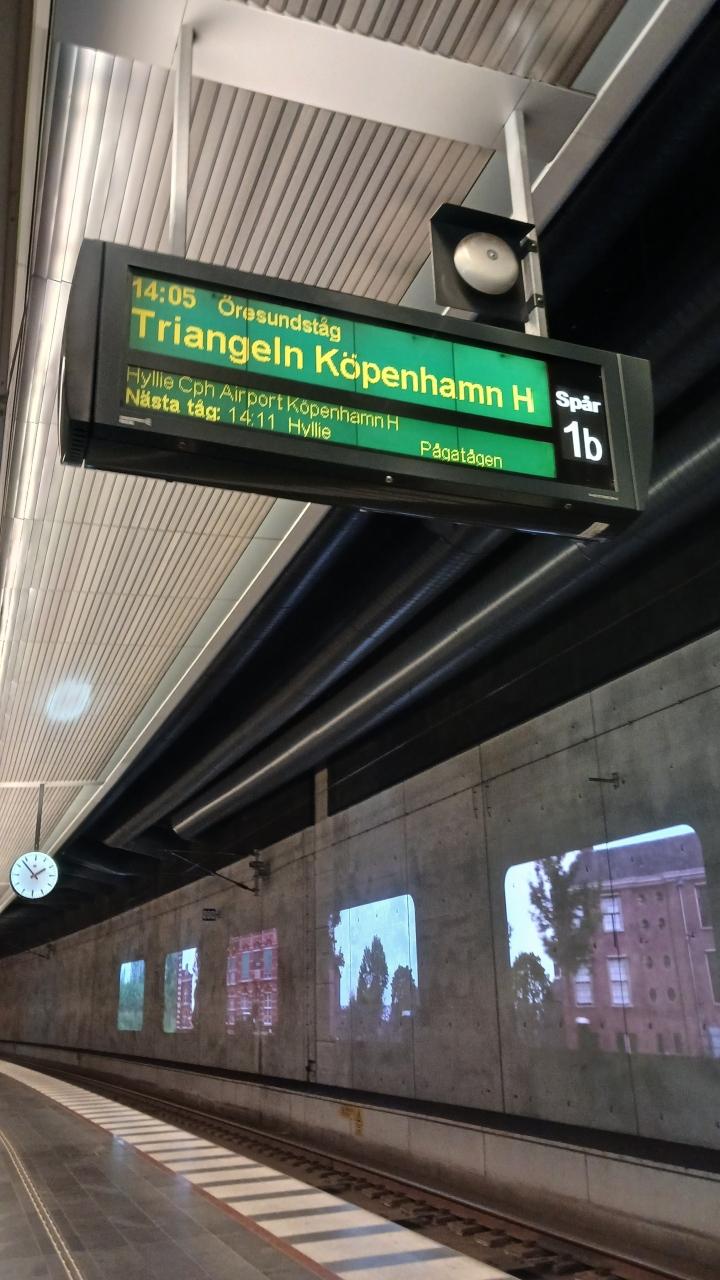 14:05 Öresundståg
Triangeln Köpenhamn H
Hyllie Cph Airport Köpenhamn H
Nästa tåg: 14:11 Hyllie Pågatågen
Spår
1b